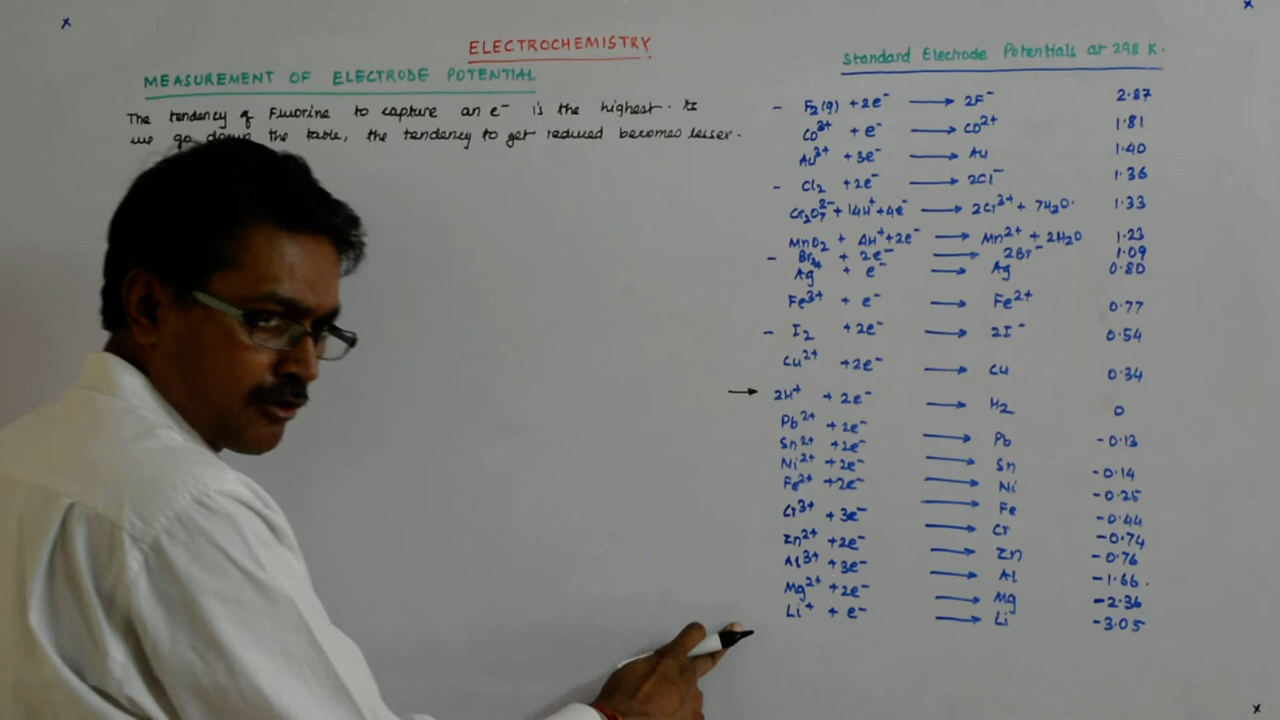 ELECTROCHEMISTRY
MEASUREMENT OF ELECTRODE POTENTIAL
The tendency of Fluorine to capture an e⁻ is the highest. As
we go down the table, the tendency to get reduced becomes lesser.
Standard Electrode Potentials at 298 K.
- F₂(g) + 2e⁻ → 2F⁻ 2.87
Co³⁺ + e⁻ → Co²⁺ 1.81
Au³⁺ + 3e⁻ → Au 1.40
- Cl₂ + 2e⁻ → 2Cl⁻ 1.36
Cr₂O₇²⁻ + 14H⁺ + 4e⁻ → 2Cr³⁺ + 7H₂O. 1.33
MnO₂ + 4H⁺ + 2e⁻ → Mn²⁺ + 2H₂O 1.23
- Br₂ + 2e⁻ → 2Br⁻ 1.09
Ag⁺ + e⁻ → Ag 0.80
Fe³⁺ + e⁻ → Fe²⁺ 0.77
- I₂ + 2e⁻ → 2I⁻ 0.54
Cu²⁺ + 2e⁻ → Cu 0.34
→ 2H⁺ + 2e⁻ → H₂ 0
Pb²⁺ + 2e⁻ → Pb -0.13
Sn²⁺ + 2e⁻ → Sn -0.14
Ni²⁺ + 2e⁻ → Ni -0.25
Fe²⁺ + 2e⁻ → Fe -0.44
Cr³⁺ + 3e⁻ → Cr -0.74
Zn²⁺ + 2e⁻ → Zn -0.76
Al³⁺ + 3e⁻ → Al -1.66.
Mg²⁺ + 2e⁻ → Mg -2.36
Li⁺ + e⁻ → Li -3.05